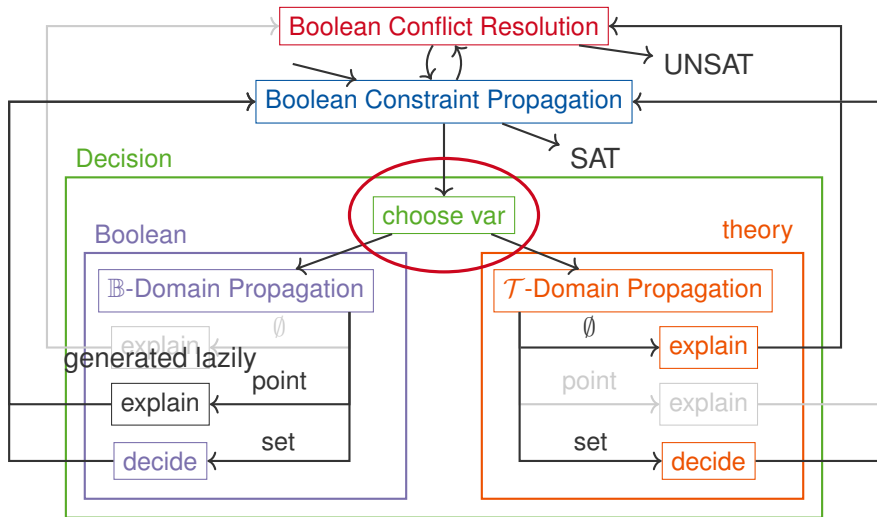 Boolean Conflict Resolution
UNSAT
Boolean Constraint Propagation
SAT
Decision
choose var
Boolean
theory
𝔹-Domain Propagation
𝒯-Domain Propagation
explain
∅
∅
explain
generated lazily
explain
point
point
explain
decide
set
set
decide